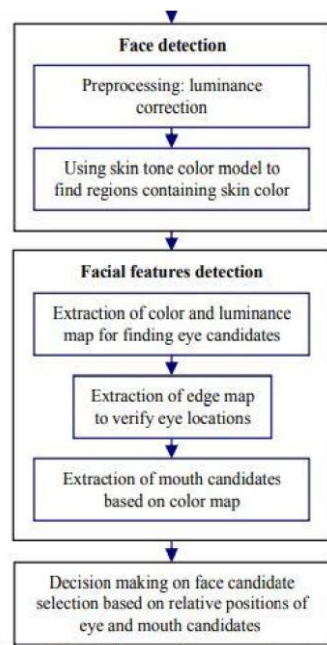 Face detection
Preprocessing: luminance
correction
Using skin tone color model to
find regions containing skin color
Facial features detection
Extraction of color and luminance
map for finding eye candidates
Extraction of edge map
to verify eye locations
Extraction of mouth candidates
based on color map
Decision making on face candidate
selection based on relative positions of
eye and mouth candidates